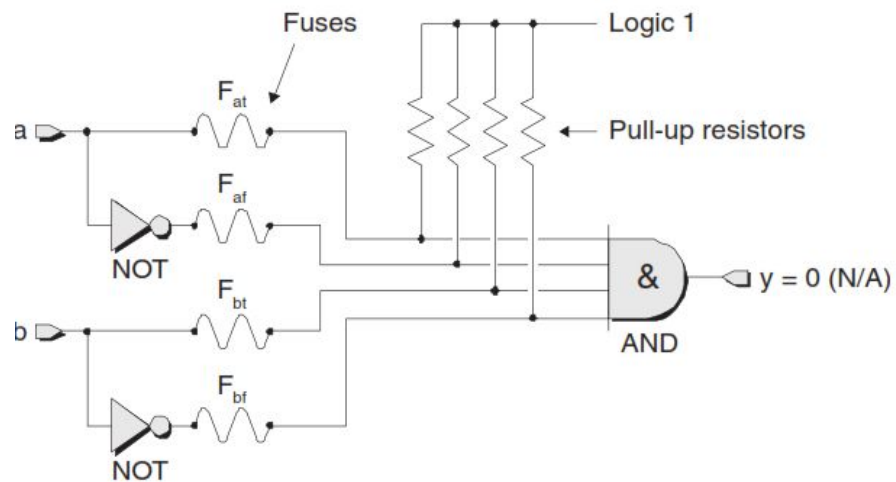 Fuses
Logic 1
Fat
a
Pull-up resistors
Faf
NOT
& y = 0 (N/A)
Fbt
b
AND
Fbf
NOT